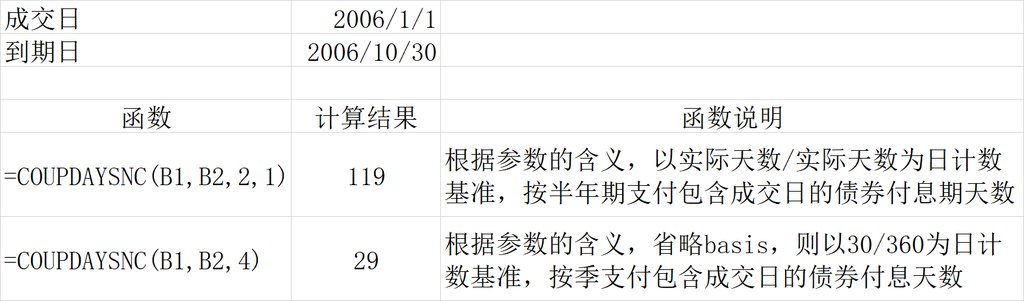 成交日 2006/1/1
到期日 2006/10/30
函数 计算结果 函数说明
=COUPDAYSNC(B1,B2,2,1) 119 根据参数的含义，以实际天数/实际天数为日计数
基准，按半年期支付包含成交日的债券付息期天数
=COUPDAYSNC(B1,B2,4) 29 根据参数的含义，省略basis，则以30/360为日计
数基准，按季支付包含成交日的债券付息天数